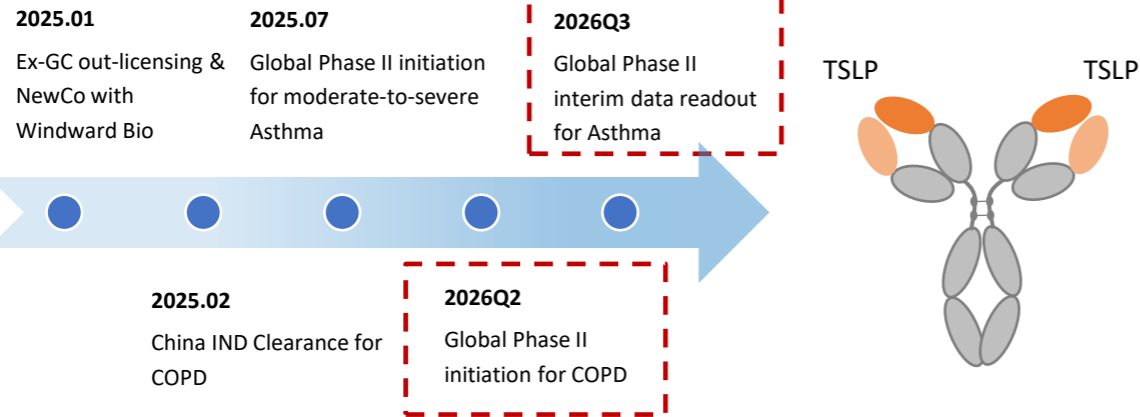 2025.01
Ex-GC out-licensing &
NewCo with
Windward Bio
2025.07
Global Phase II initiation
for moderate-to-severe
Asthma
2026Q3
Global Phase II
interim data readout
for Asthma
TSLP
TSLP
2025.02
China IND Clearance for
COPD
2026Q2
Global Phase II
initiation for COPD